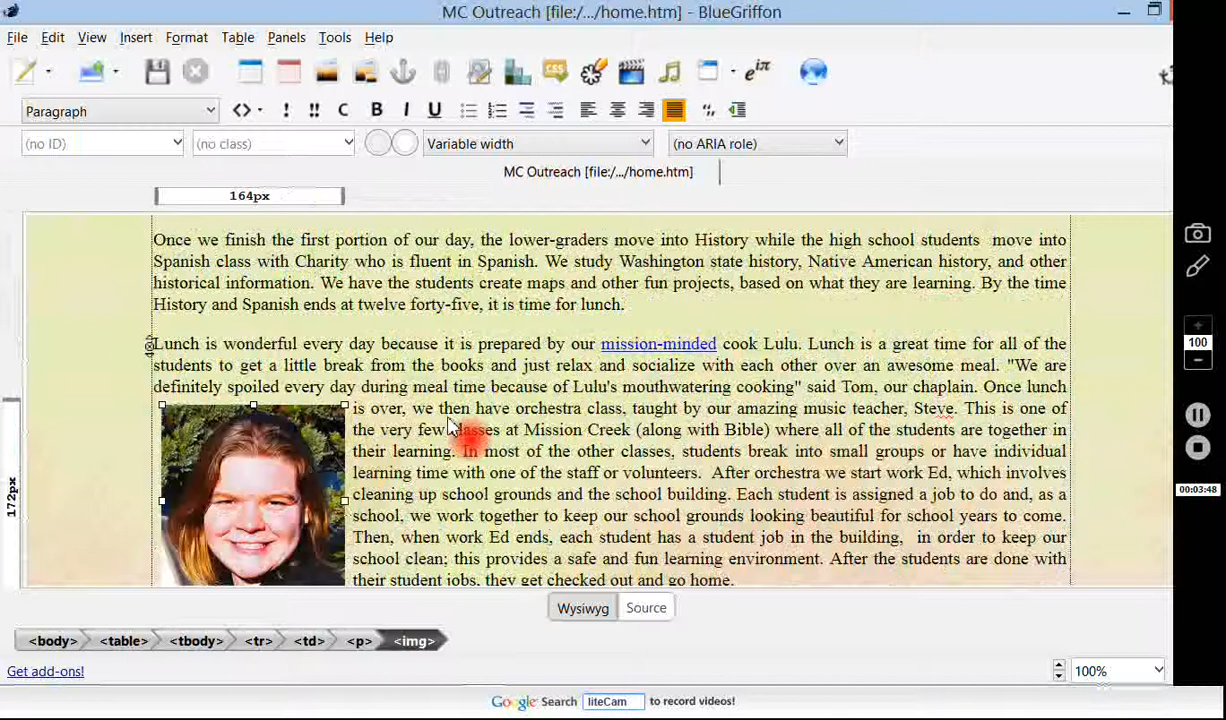 MC Outreach [file:/.../home.htm] - BlueGriffon
File Edit View Insert Format Table Panels Tools Help
CSS
Paragraph
! !! C B I U
(no ID) (no class) Variable width (no ARIA role)
MC Outreach [file:/.../home.htm]
164px
Once we finish the first portion of our day, the lower-graders move into History while the high school students move into
Spanish class with Charity who is fluent in Spanish. We study Washington state history, Native American history, and other
historical information. We have the students create maps and other fun projects, based on what they are learning. By the time
History and Spanish ends at twelve forty-five, it is time for lunch.
Lunch is wonderful every day because it is prepared by our mission-minded cook Lulu. Lunch is a great time for all of the
students to get a little break from the books and just relax and socialize with each other over an awesome meal. "We are
definitely spoiled every day during meal time because of Lulu's mouthwatering cooking" said Tom, our chaplain. Once lunch
is over, we then have orchestra class, taught by our amazing music teacher, Steve. This is one of
the very few classes at Mission Creek (along with Bible) where all of the students are together in
their learning. In most of the other classes, students break into small groups or have individual
learning time with one of the staff or volunteers. After orchestra we start work Ed, which involves
cleaning up school grounds and the school building. Each student is assigned a job to do and, as a
school, we work together to keep our school grounds looking beautiful for school years to come.
Then, when work Ed ends, each student has a student job in the building, in order to keep our
school clean; this provides a safe and fun learning environment. After the students are done with
their student jobs, they get checked out and go home.
172px
100
00:03:48
Wysiwyg Source
<body> <table> <tbody> <tr> <td> <p> <img>
Get add-ons! 100%
Google Search liteCam to record videos!